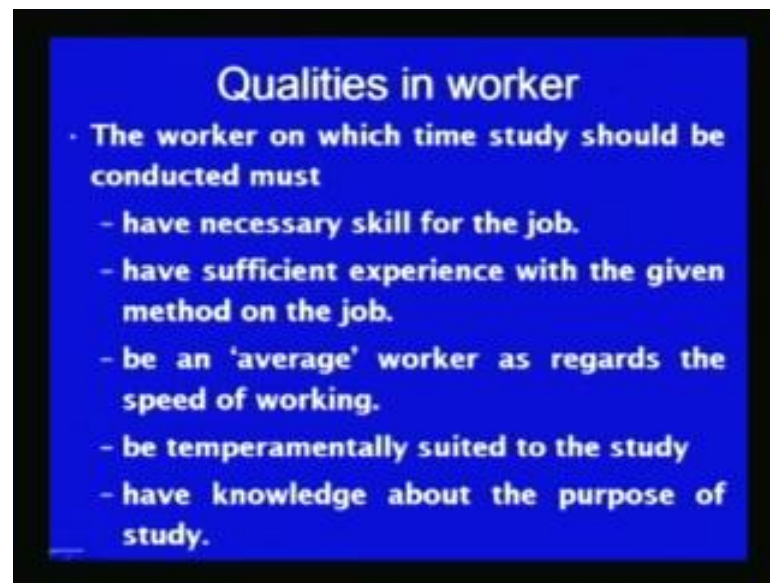 Qualities in worker
· The worker on which time study should be
conducted must
– have necessary skill for the job.
– have sufficient experience with the given
method on the job.
– be an ‘average’ worker as regards the
speed of working.
– be temperamentally suited to the study
– have knowledge about the purpose of
study.